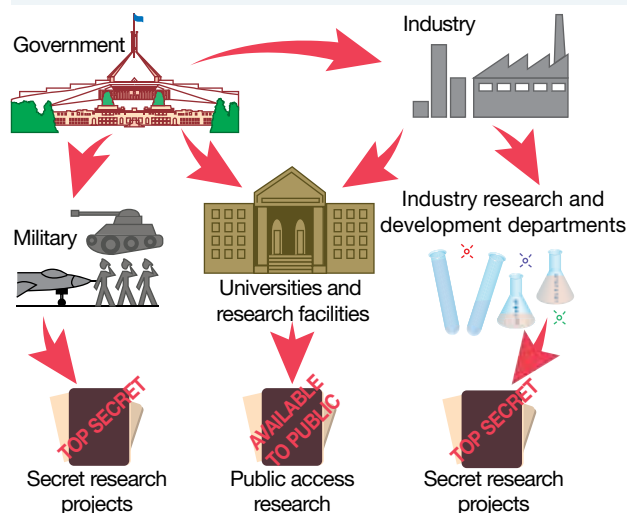 Government
Industry
Military
Universities and
research facilities
Industry research and
development departments
TOP SECRET
AVAILABLE
TO PUBLIC
TOP SECRET
Secret research
projects
Public access
research
Secret research
projects